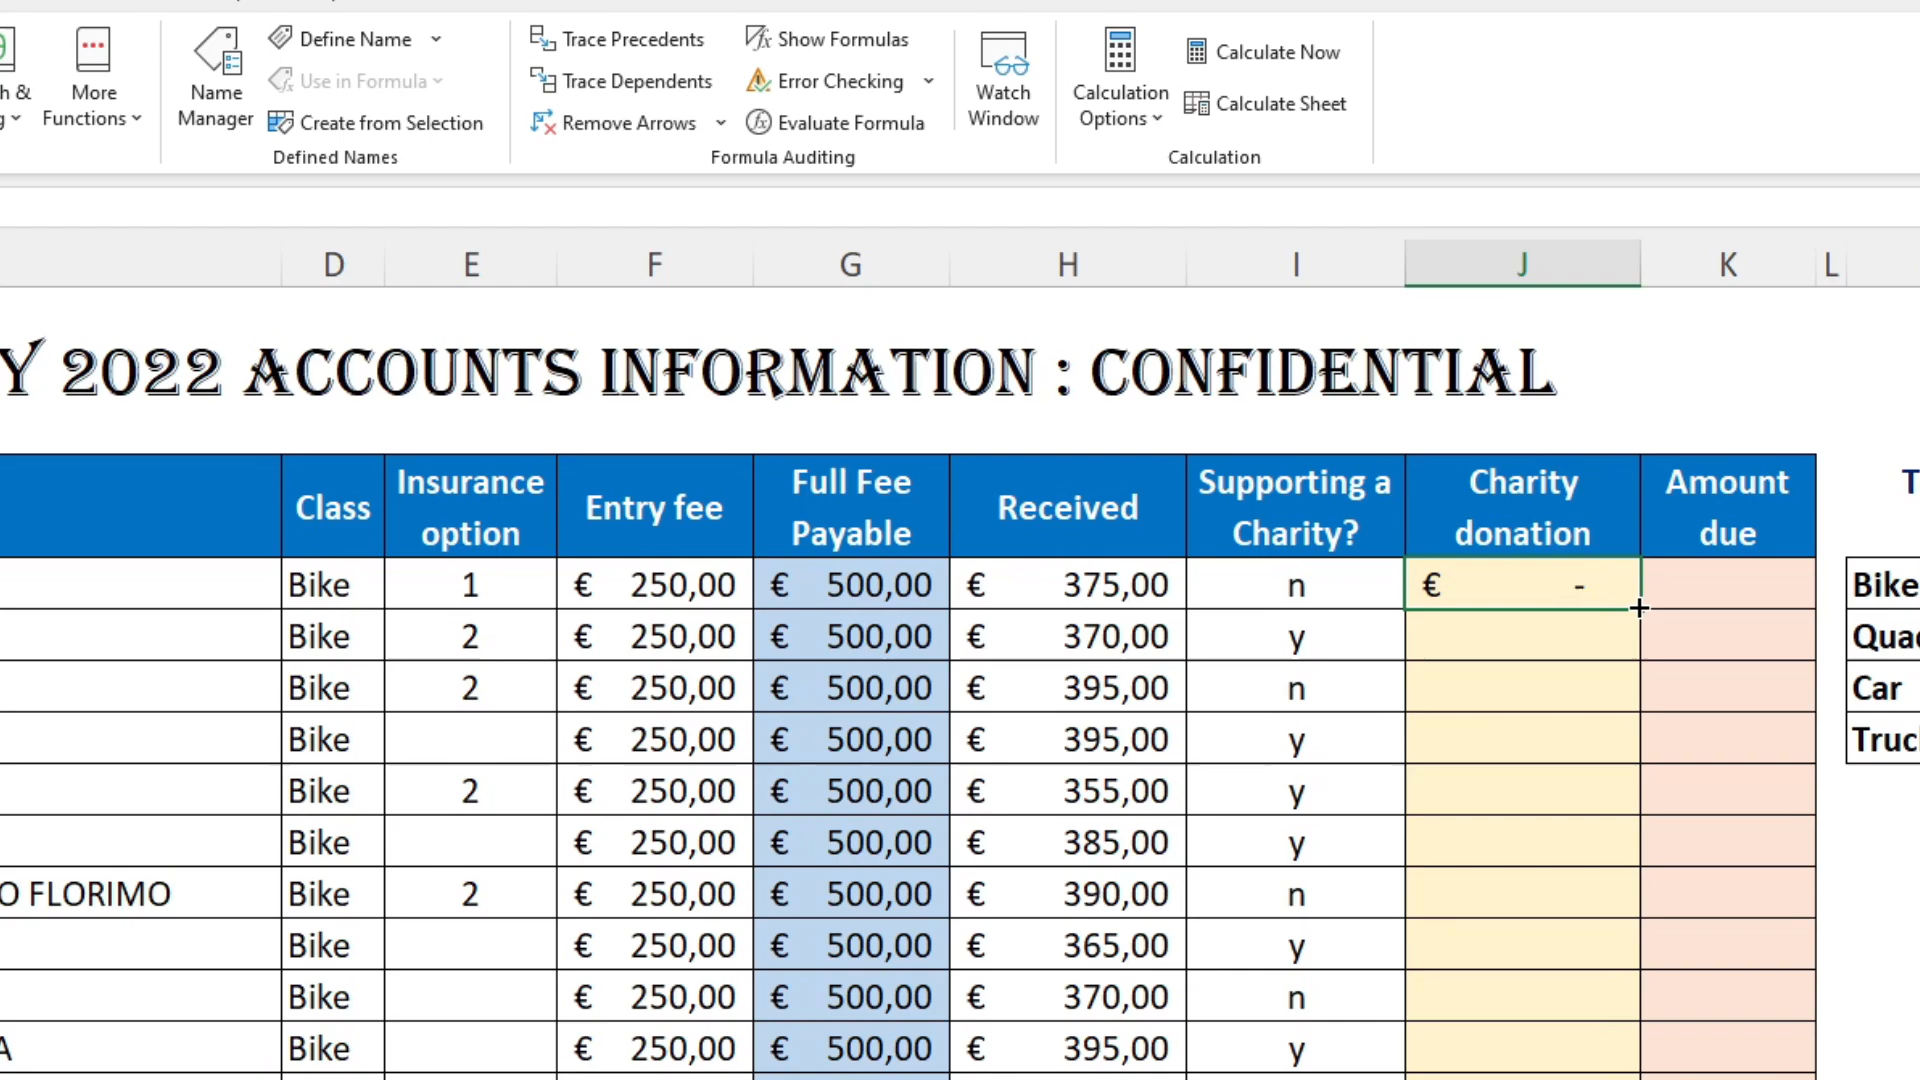 Define Name
Trace Precedents
Show Formulas
Calculate Now
Use in Formula
Trace Dependents
Error Checking
h &
More
Functions
Name
Manager
Watch
Window
Calculation
Options
Calculate Sheet
Create from Selection
Remove Arrows
Evaluate Formula
Defined Names
Formula Auditing
Calculation
D E F G H I J K L
Y 2022 ACCOUNTS INFORMATION : CONFIDENTIAL
Class
Insurance
option
Entry fee
Full Fee
Payable
Received
Supporting a
Charity?
Charity
donation
Amount
due
T
Bike 1 € 250,00 € 500,00 € 375,00 n € - Bike
Bike 2 € 250,00 € 500,00 € 370,00 y Qua
Bike 2 € 250,00 € 500,00 € 395,00 n Car
Bike € 250,00 € 500,00 € 395,00 y Truc
Bike 2 € 250,00 € 500,00 € 355,00 y
Bike € 250,00 € 500,00 € 385,00 y
O FLORIMO Bike 2 € 250,00 € 500,00 € 390,00 n
Bike € 250,00 € 500,00 € 365,00 y
Bike € 250,00 € 500,00 € 370,00 n
A Bike € 250,00 € 500,00 € 395,00 y